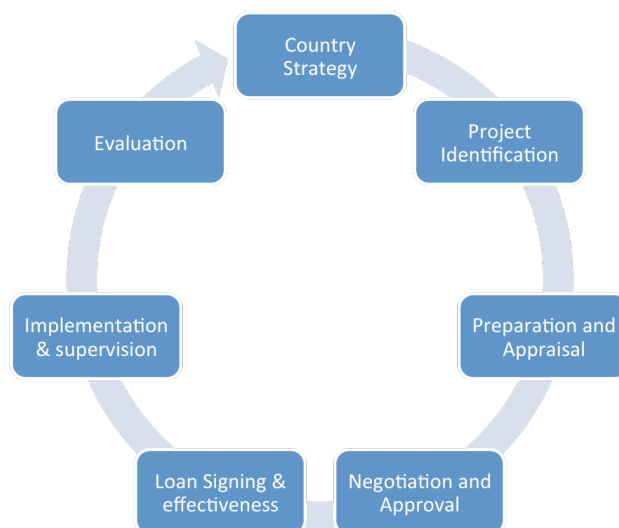 Country
Strategy
Project
Identification
Preparation and
Appraisal
Negotiation and
Approval
Loan Signing &
effectiveness
Implementation
& supervision
Evaluation